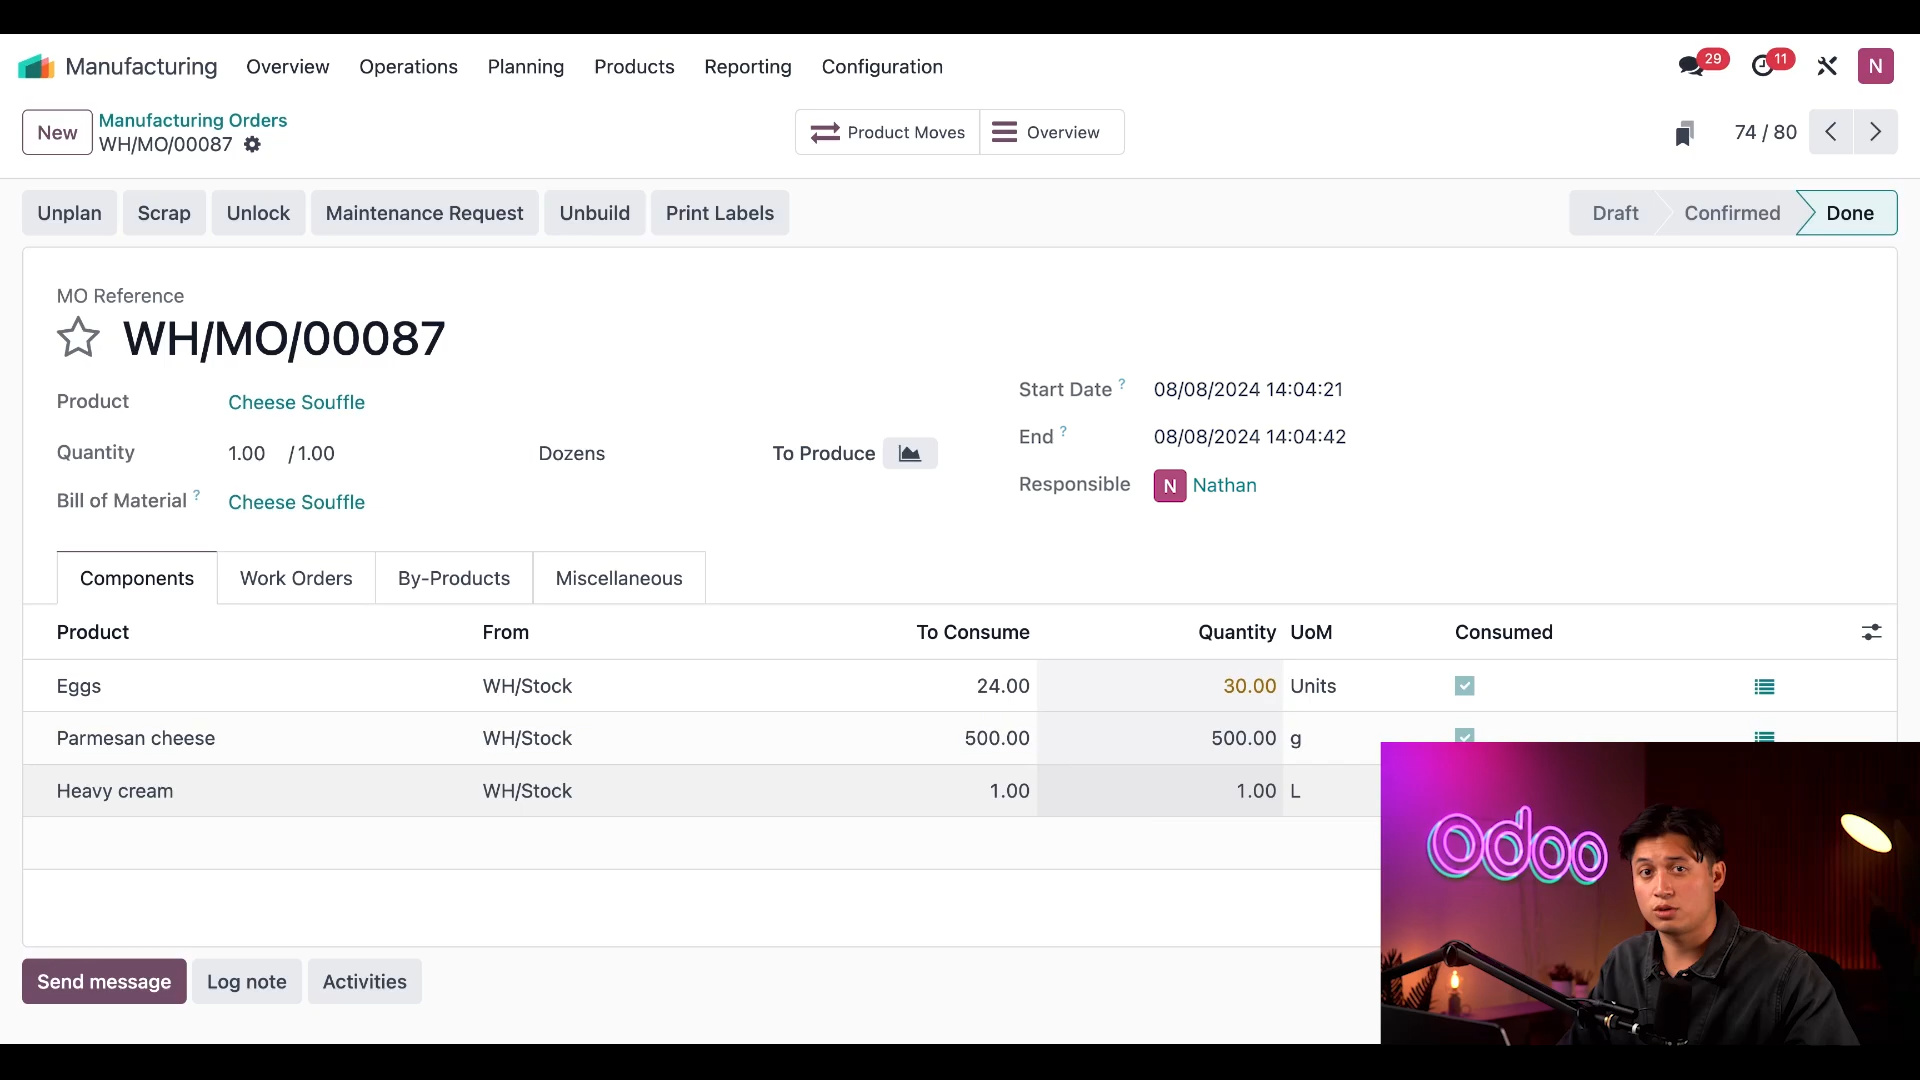 Manufacturing Overview Operations Planning Products Reporting Configuration 29 11 N
New Manufacturing Orders
WH/MO/00087
Product Moves Overview 74 / 80
Unplan Scrap Unlock Maintenance Request Unbuild Print Labels Draft Confirmed Done
MO Reference
WH/MO/00087
Product Cheese Souffle
Quantity 1.00 / 1.00 Dozens To Produce
Bill of Material ? Cheese Souffle
Start Date ? 08/08/2024 14:04:21
End ? 08/08/2024 14:04:42
Responsible N Nathan
Components Work Orders By-Products Miscellaneous
Product From To Consume Quantity UoM Consumed
Eggs WH/Stock 24.00 30.00 Units
Parmesan cheese WH/Stock 500.00 500.00 g
Heavy cream WH/Stock 1.00 1.00 L
odoo
Send message Log note Activities